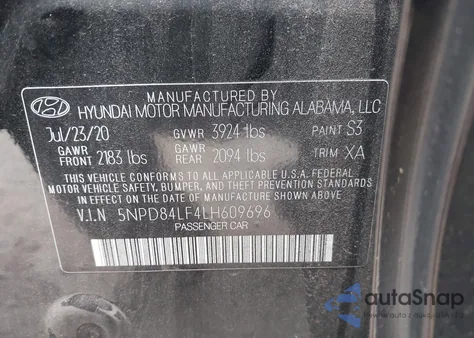 MANUFACTURED BY
HYUNDAI MOTOR MANUFACTURING ALABAMA, LLC
Jul/23/20 GVWR 3924 lbs PAINT S3
GAWR FRONT 2183 lbs GAWR REAR 2094 lbs TRIM XA
THIS VEHICLE CONFORMS TO ALL APPLICABLE U.S.A. FEDERAL
MOTOR VEHICLE SAFETY, BUMPER, AND THEFT PREVENTION STANDARDS
IN EFFECT ON THE DATE OF MANUFACTURE SHOWN ABOVE.
V.I.N 5NPD84LF4LH609696
PASSENGER CAR
autoSnap